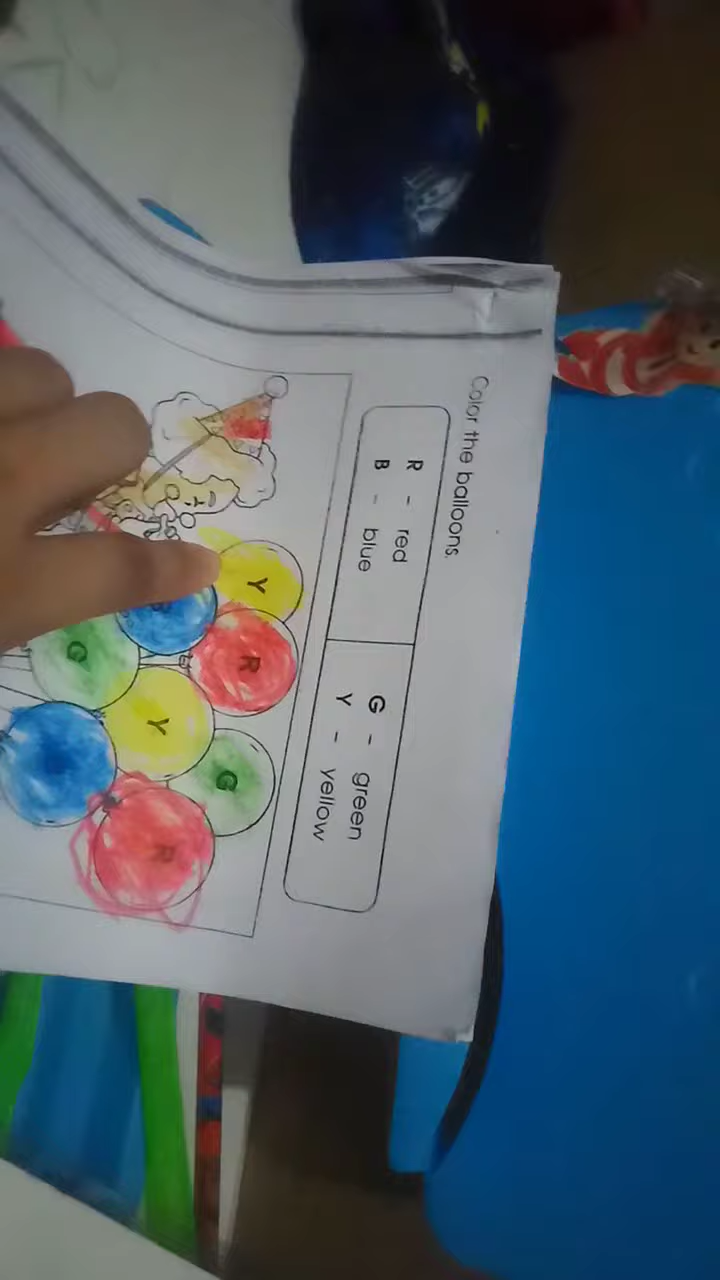 Color the balloons.
R - red
B - blue
G - green
Y - yellow
Y
R
G
Y
G
R